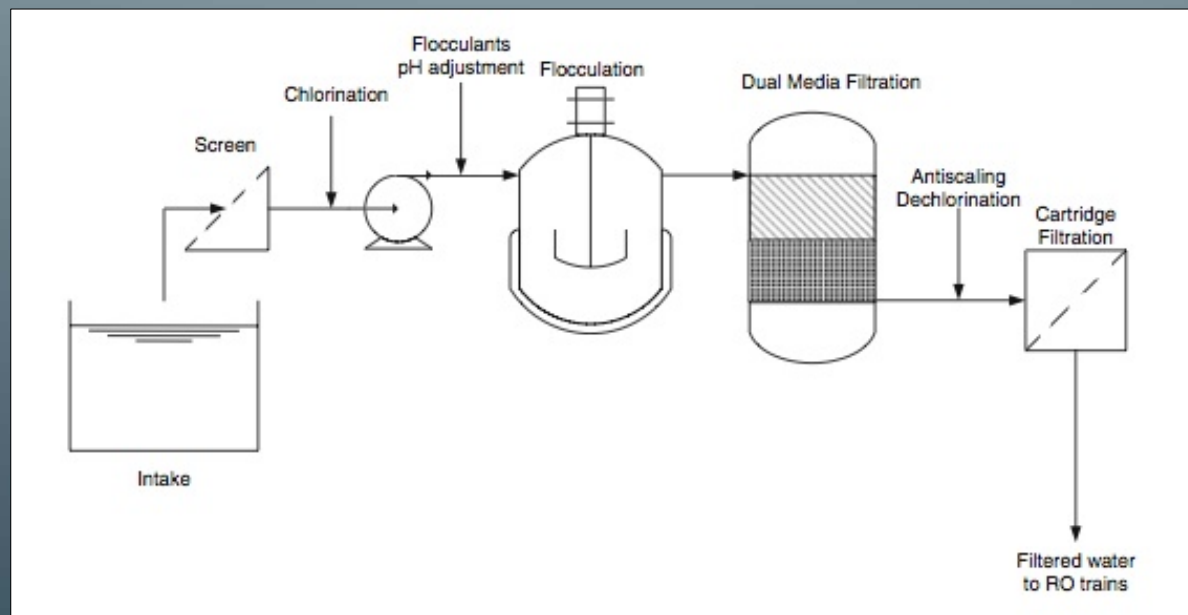 Flocculants
pH adjustment
Flocculation
Dual Media Filtration
Chlorination
Screen
Antiscaling
Dechlorination
Cartridge
Filtration
Intake
Filtered water
to RO trains